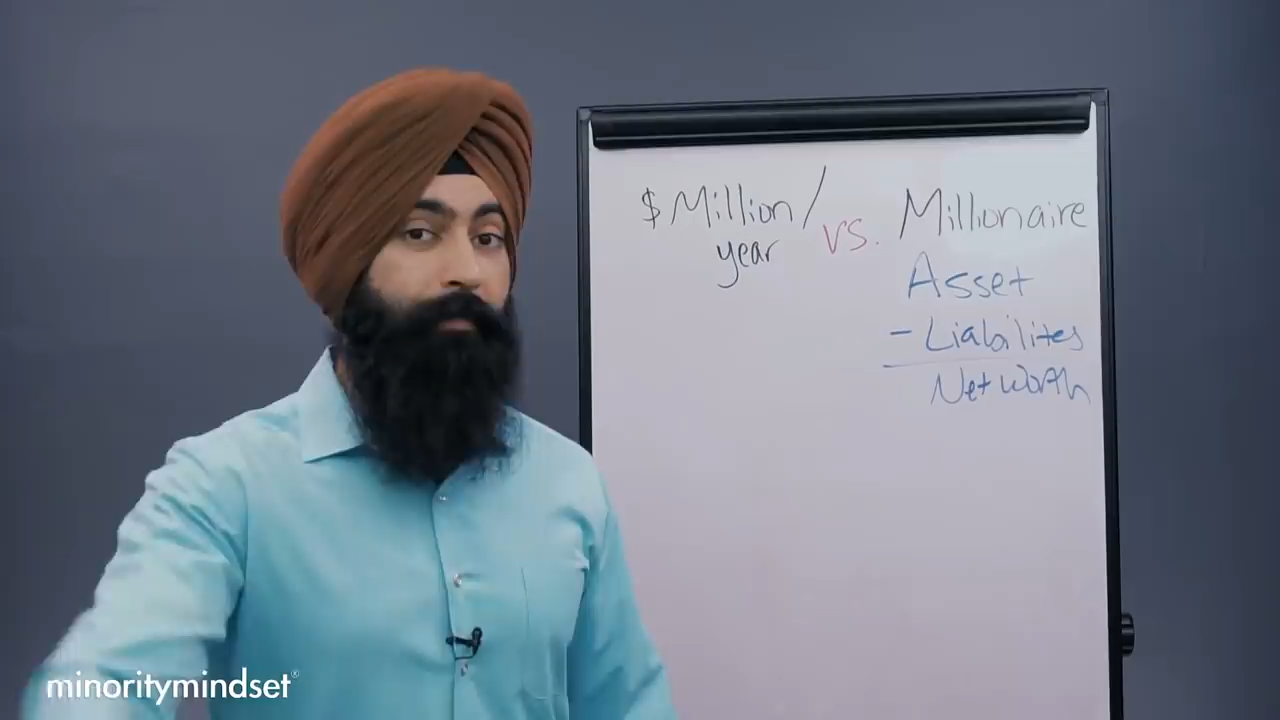 $ Million/
year
vs.
Millionaire
Asset
- Liabilites
Net Worth
minoritymindset®